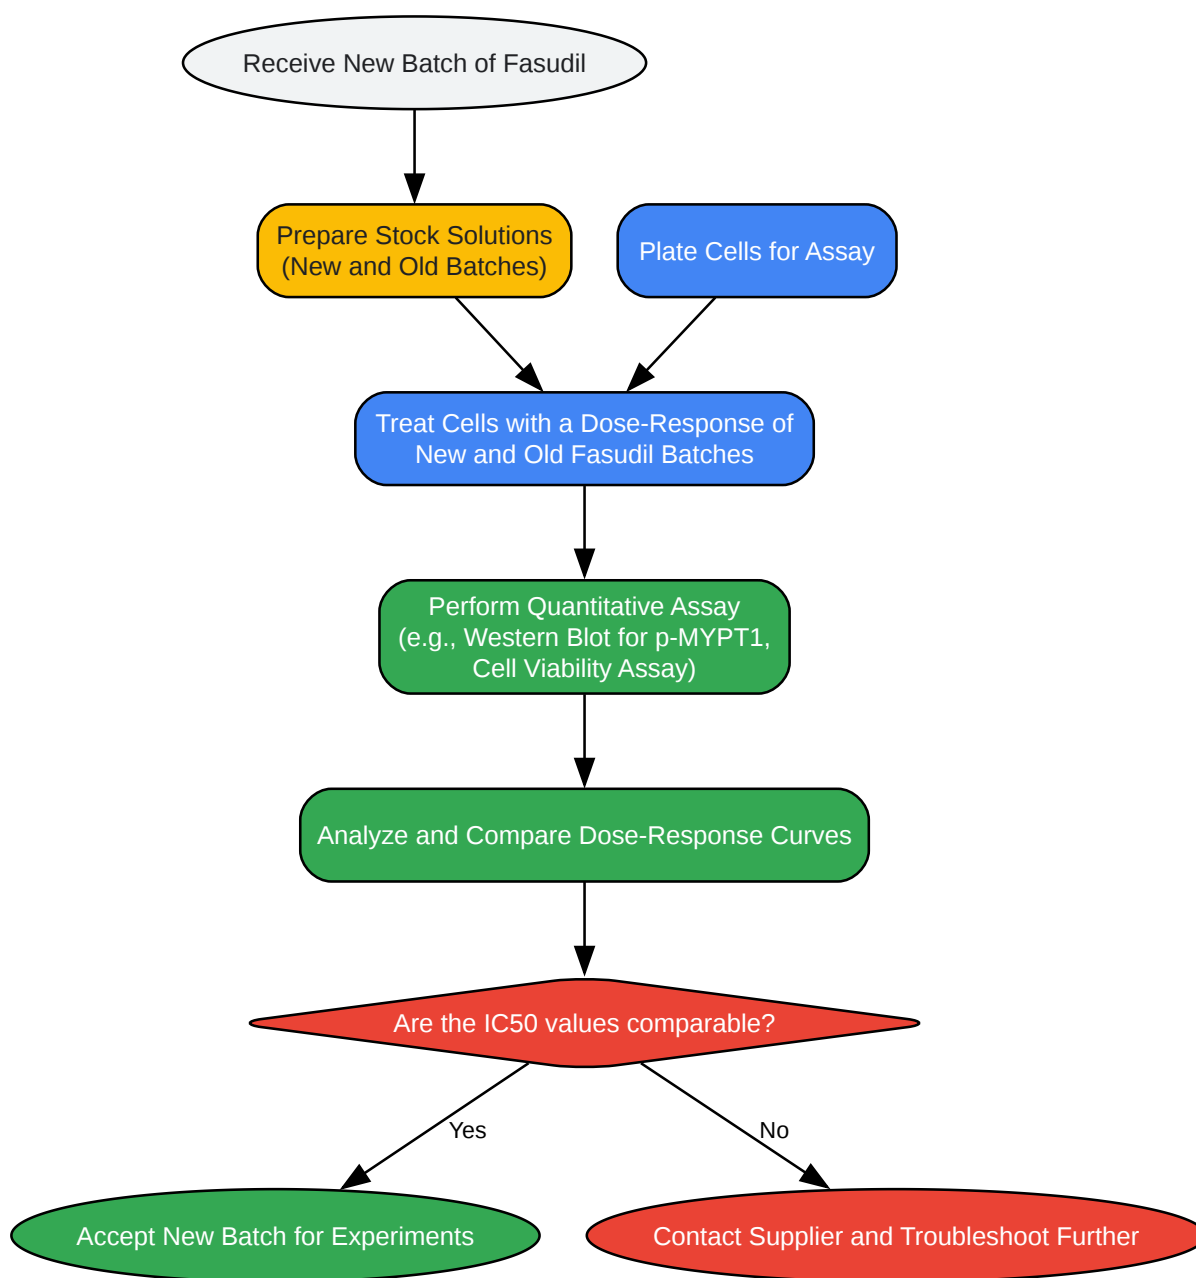 Receive New Batch of Fasudil
Prepare Stock Solutions
(New and Old Batches)
Plate Cells for Assay
Treat Cells with a Dose-Response of
New and Old Fasudil Batches
Perform Quantitative Assay
(e.g., Western Blot for p-MYPT1,
Cell Viability Assay)
Analyze and Compare Dose-Response Curves
Are the IC50 values comparable?
Yes
No
Accept New Batch for Experiments
Contact Supplier and Troubleshoot Further